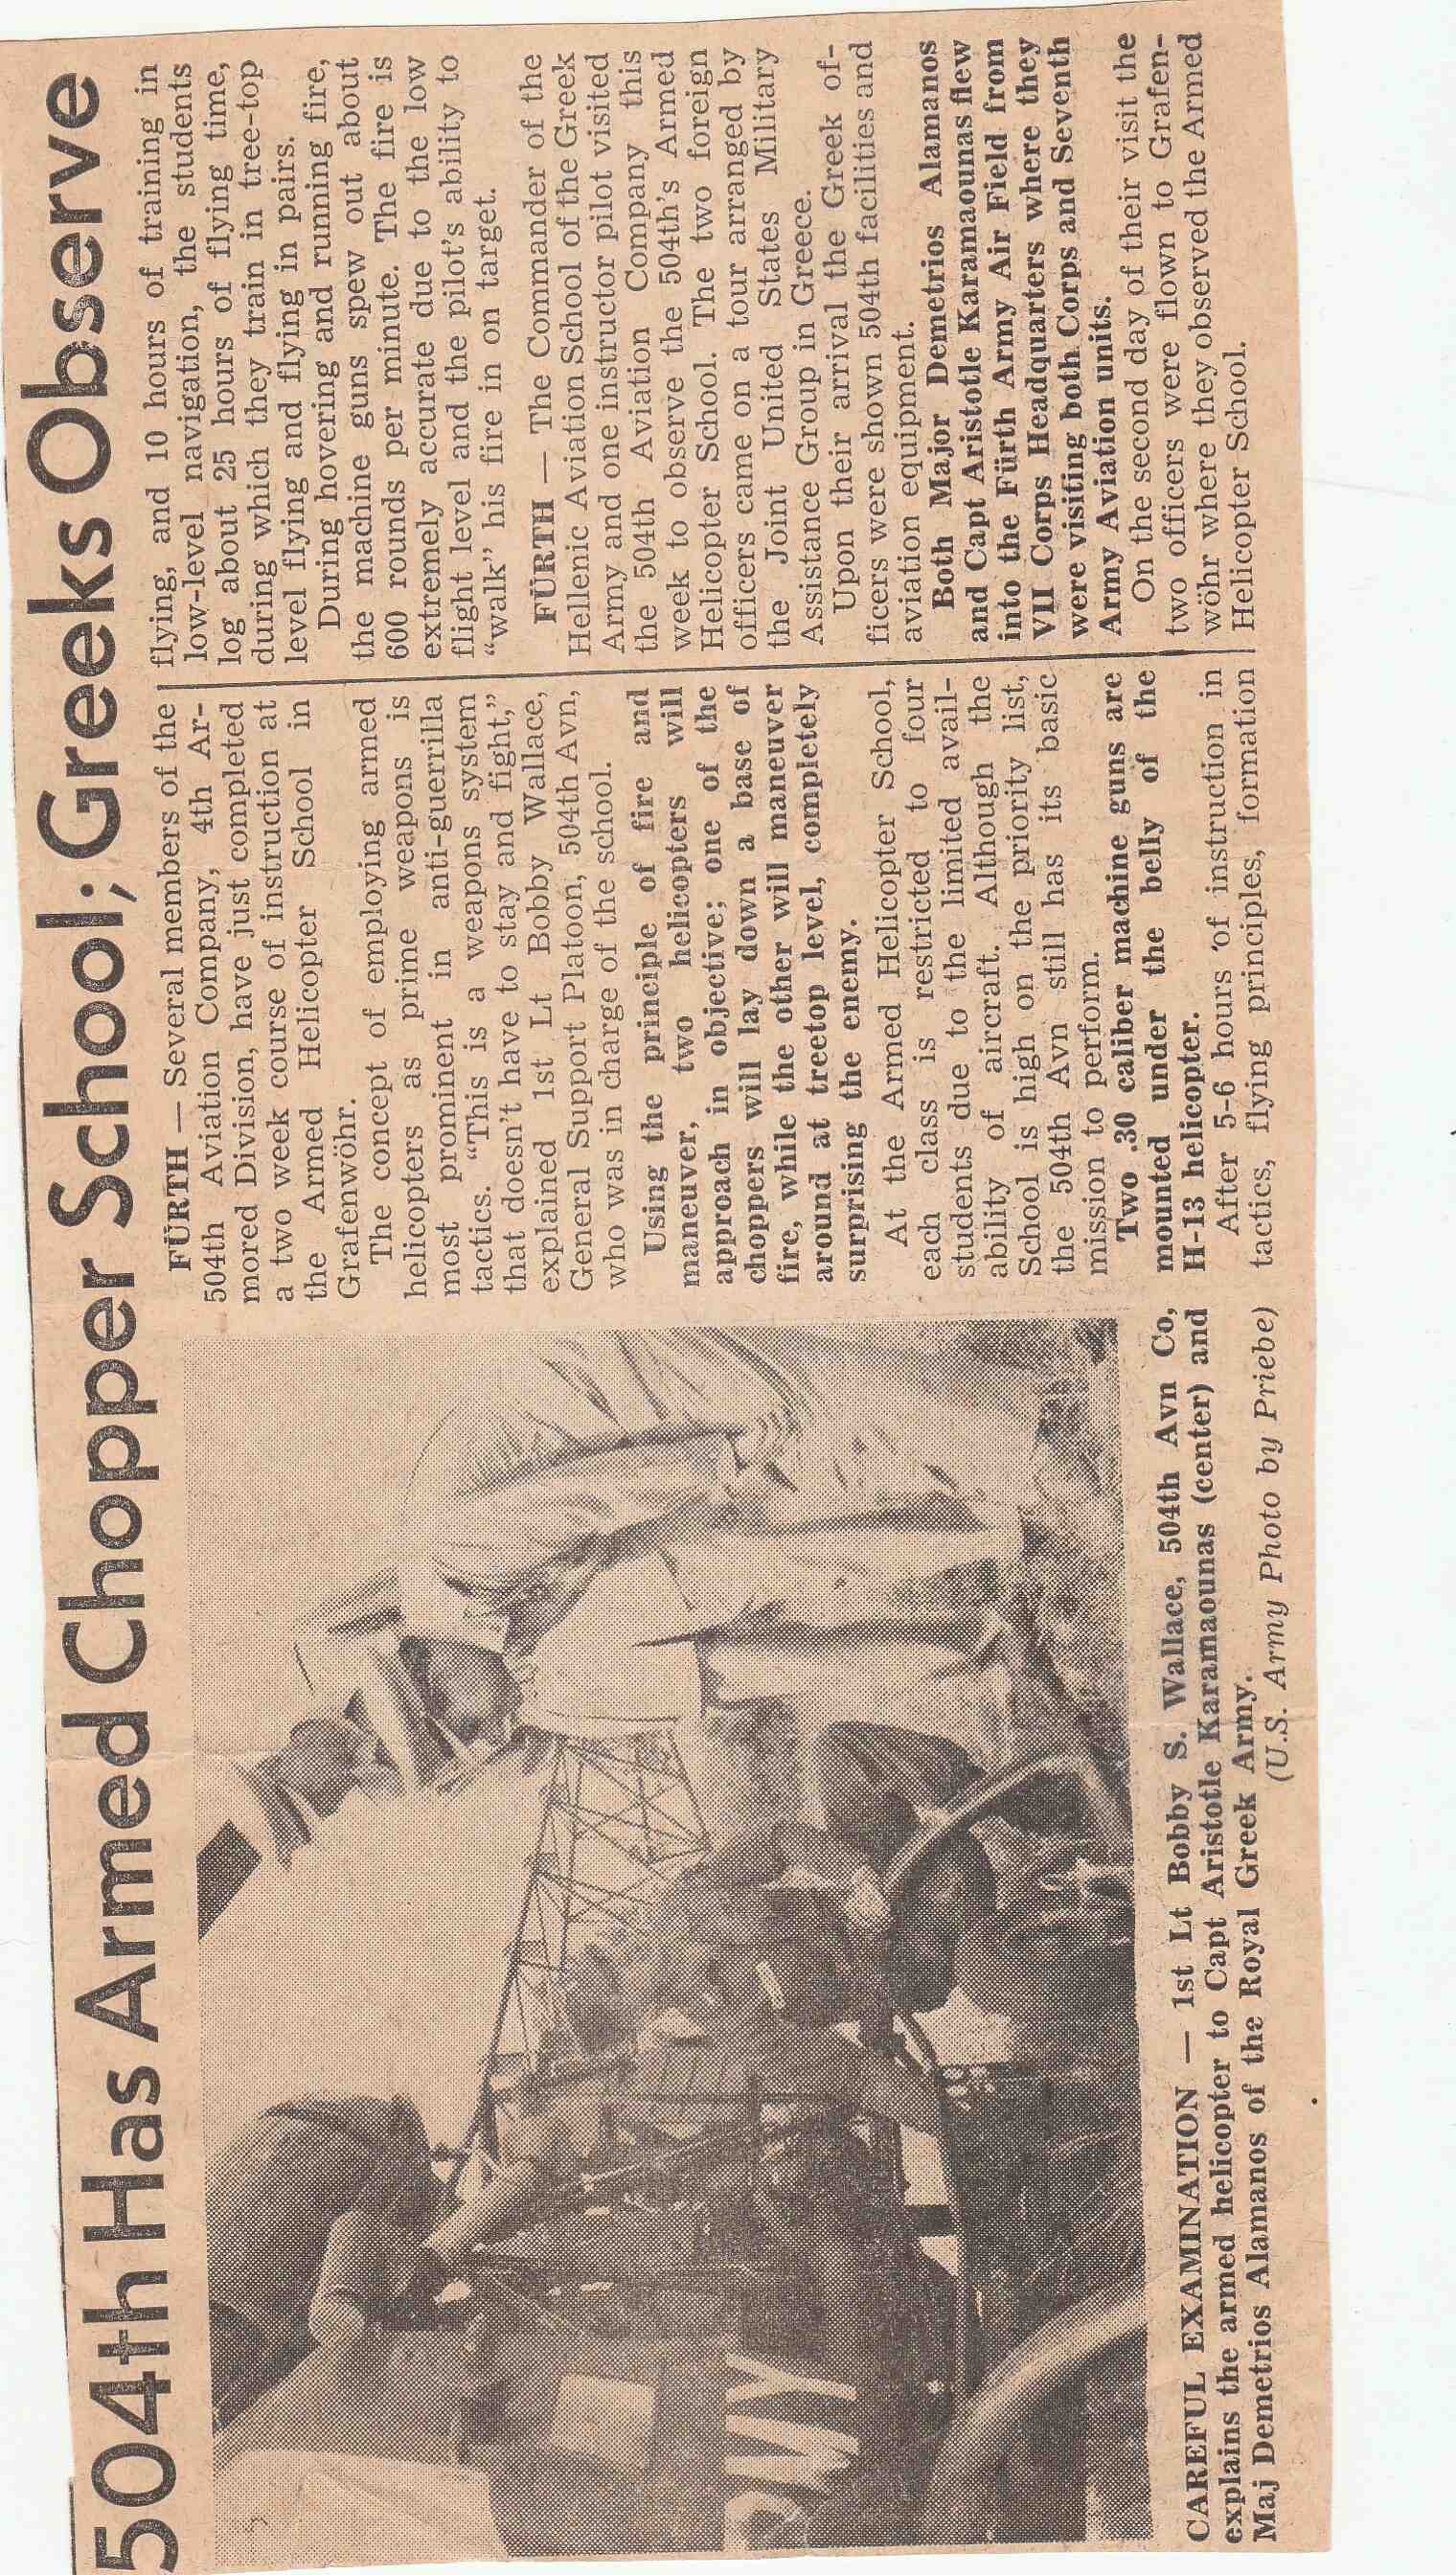 504th Has Armed Chopper School; Greeks Observe
CAREFUL EXAMINATION — 1st Lt Bobby S. Wallace, 504th Avn Co,
explains the armed helicopter to Capt Aristotle Karamaounas (center) and
Maj Demetrios Alamanos of the Royal Greek Army.
(U.S. Army Photo by Priebe)
FÜRTH — Several members of the
504th Aviation Company, 4th Ar-
mored Division, have just completed
a two week course of instruction at
the Armed Helicopter School in
Grafenwöhr.
The concept of employing armed
helicopters as prime weapons is
most prominent in anti-guerrilla
tactics. “This is a weapons system
that doesn't have to stay and fight,”
explained 1st Lt Bobby Wallace,
General Support Platoon, 504th Avn,
who was in charge of the school.
Using the principle of fire and
maneuver, two helicopters will
approach in objective; one of the
choppers will lay down a base of
fire, while the other will maneuver
around at treetop level, completely
surprising the enemy.
At the Armed Helicopter School,
each class is restricted to four
students due to the limited avail-
ability of aircraft. Although the
School is high on the priority list,
the 504th Avn still has its basic
mission to perform.
Two .30 caliber machine guns are
mounted under the belly of the
H-13 helicopter.
After 5-6 hours of instruction in
tactics, flying principles, formation
flying, and 10 hours of training in
low-level navigation, the students
log about 25 hours of flying time,
during which they train in tree-top
level flying and flying in pairs.
During hovering and running fire,
the machine guns spew out about
600 rounds per minute. The fire is
extremely accurate due to the low
flight level and the pilot's ability to
“walk” his fire in on target.
FÜRTH — The Commander of the
Hellenic Aviation School of the Greek
Army and one instructor pilot visited
the 504th Aviation Company this
week to observe the 504th's Armed
Helicopter School. The two foreign
officers came on a tour arranged by
the Joint United States Military
Assistance Group in Greece.
Upon their arrival the Greek of-
ficers were shown 504th facilities and
aviation equipment.
Both Major Demetrios Alamanos
and Capt Aristotle Karamaounas flew
into the Fürth Army Air Field from
VII Corps Headquarters where they
were visiting both Corps and Seventh
Army Aviation units.
On the second day of their visit the
two officers were flown to Grafen-
wöhr where they observed the Armed
Helicopter School.